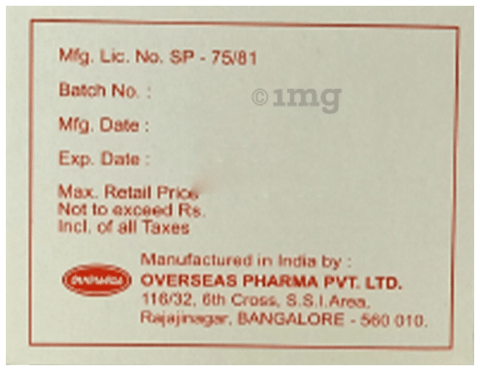 Mfg. Lic. No. SP - 75/81
Batch No. :
©1mg
Mfg. Date :
Exp. Date :
Max. Retail Price
Not to exceed Rs.
Incl. of all Taxes
Manufactured in India by :
overseas
OVERSEAS PHARMA PVT. LTD.
116/32, 6th Cross, S.S.I.Area,
Rajajinagar, BANGALORE - 560 010.